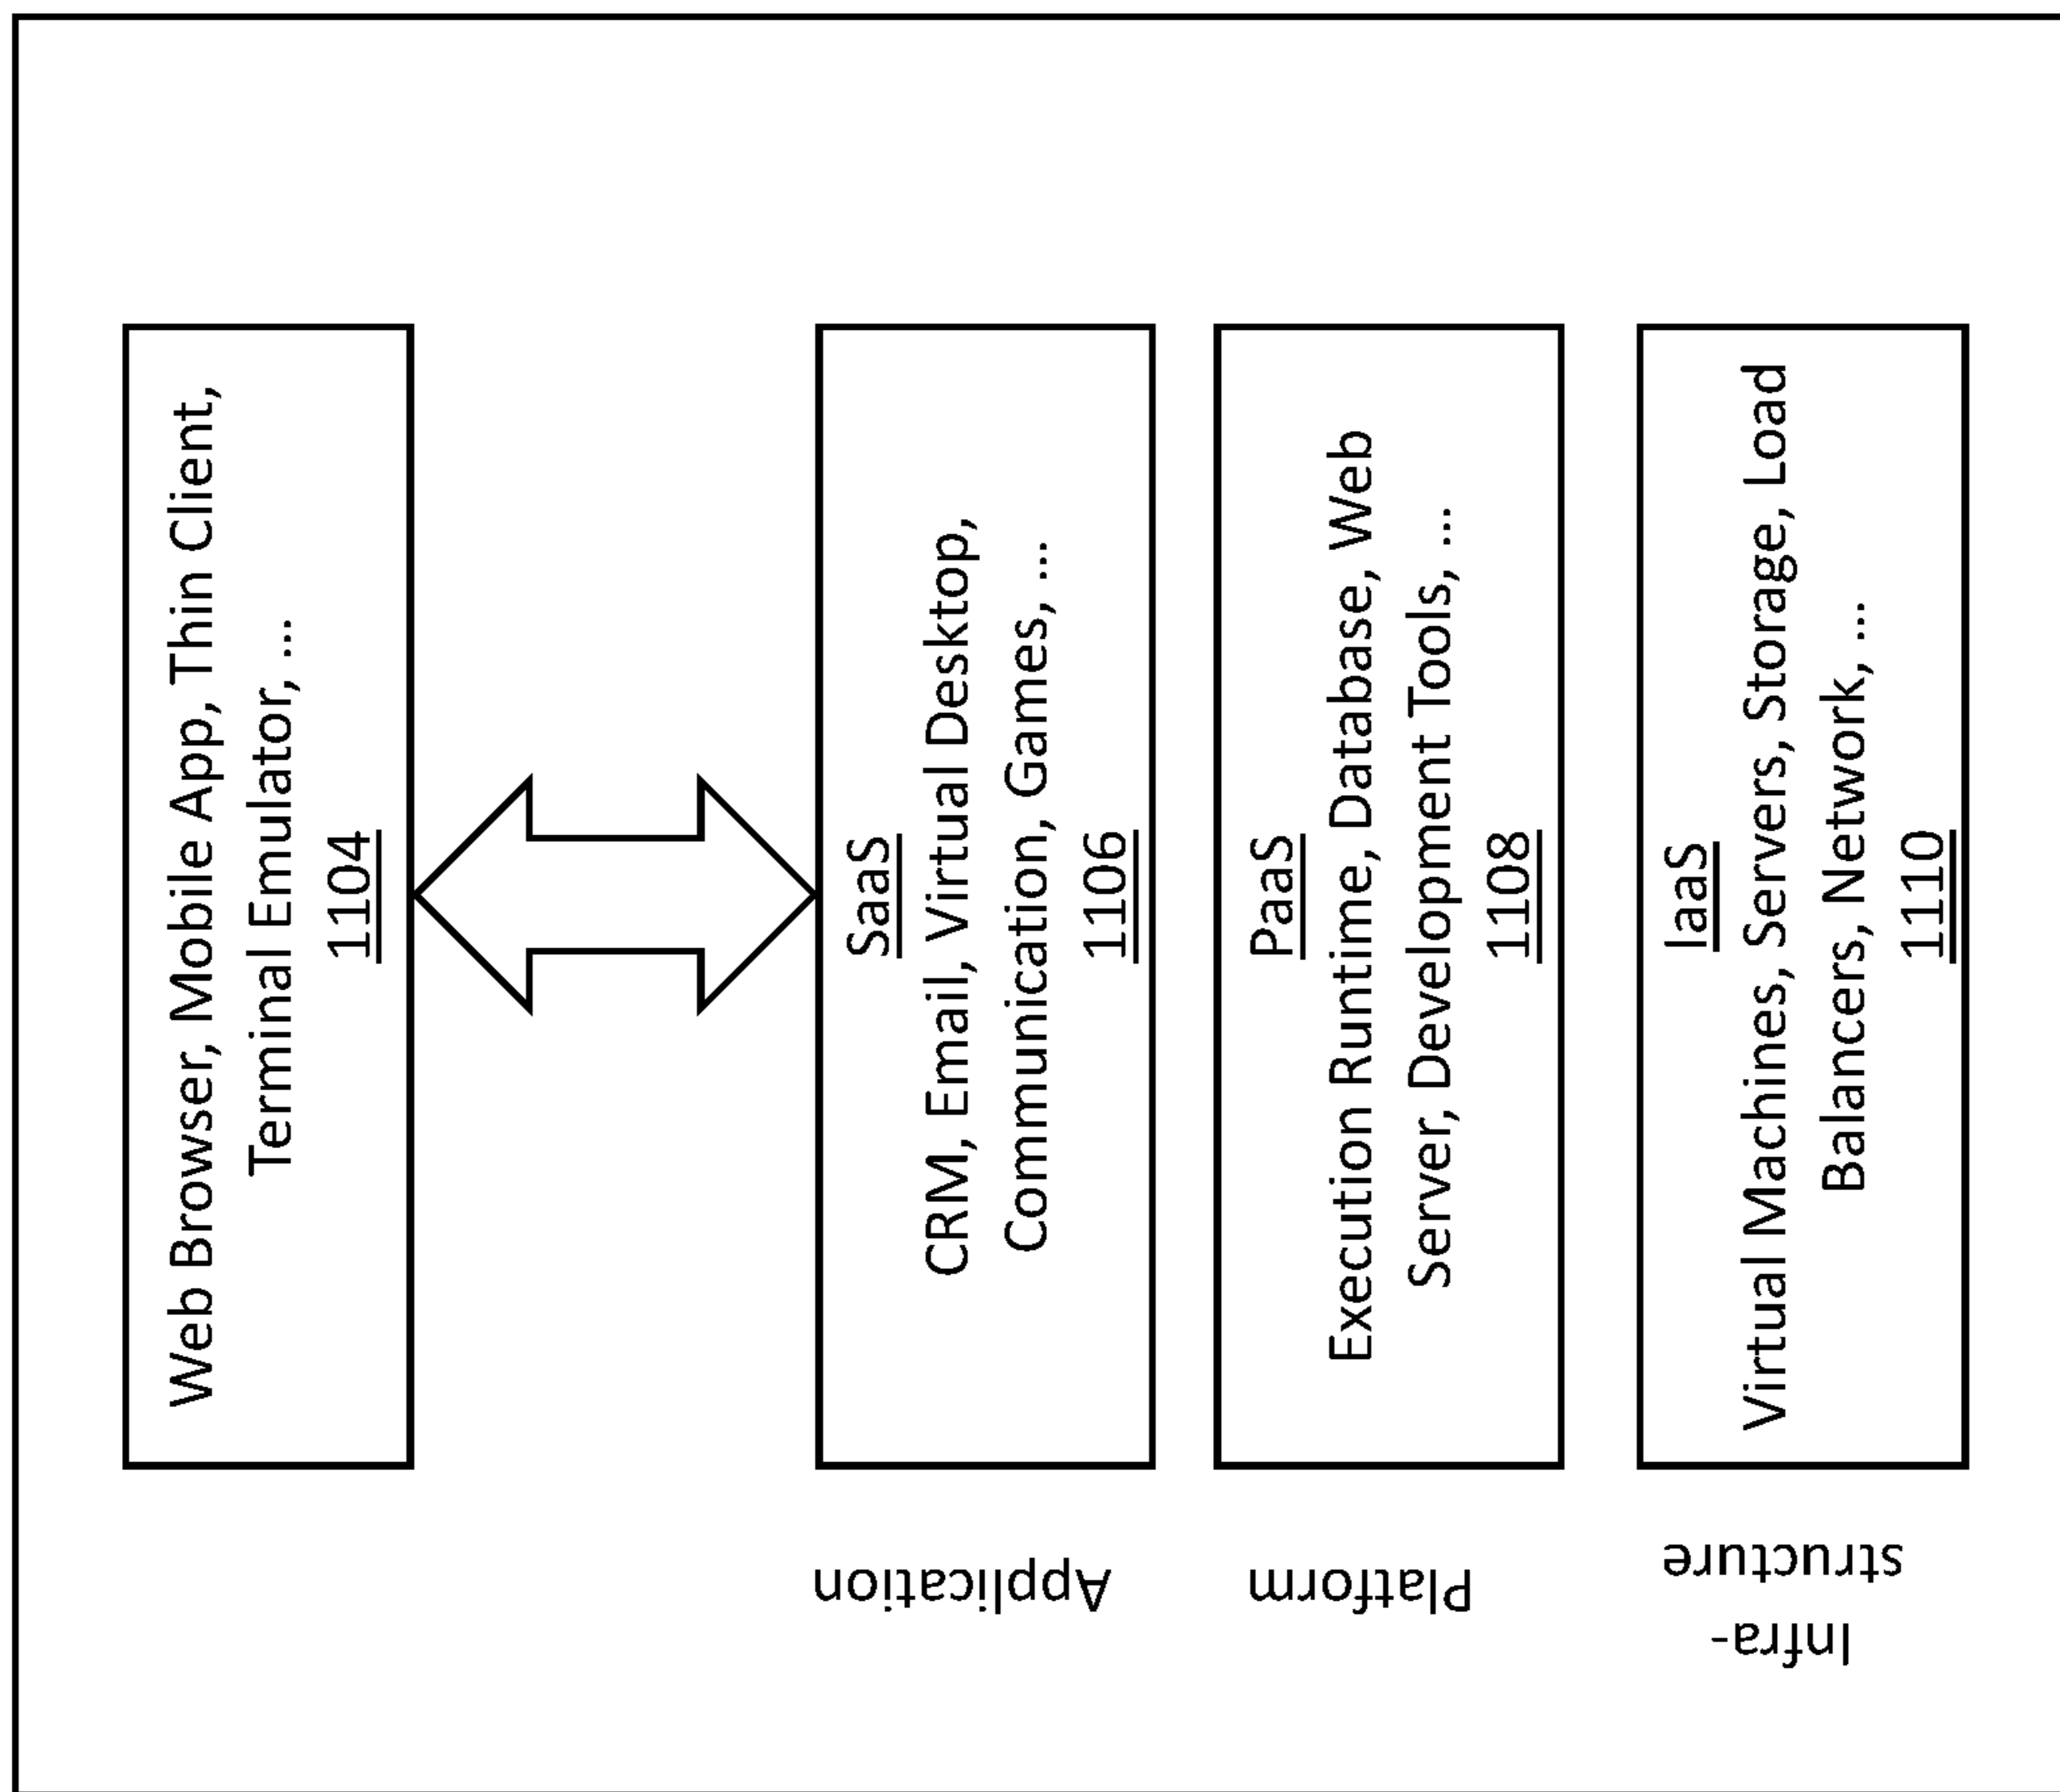 Web Browser, Mobile App, Thin Client,
Terminal Emulator, ...
1104
Application
SaaS
CRM, Email, Virtual Desktop,
Communication, Games, ...
1106
Platform
PaaS
Execution Runtime, Database, Web
Server, Development Tools, ...
1108
Infra-
structure
IaaS
Virtual Machines, Servers, Storage, Load
Balancers, Network, ...
1110